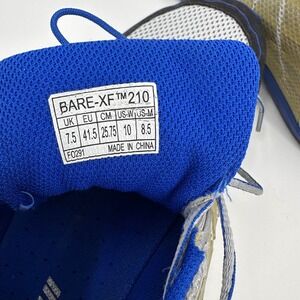 BARE-XF™210
UK EU CM US-W US-M
7.5 41.5 25.75 10 8.5
FO291 MADE IN CHINA